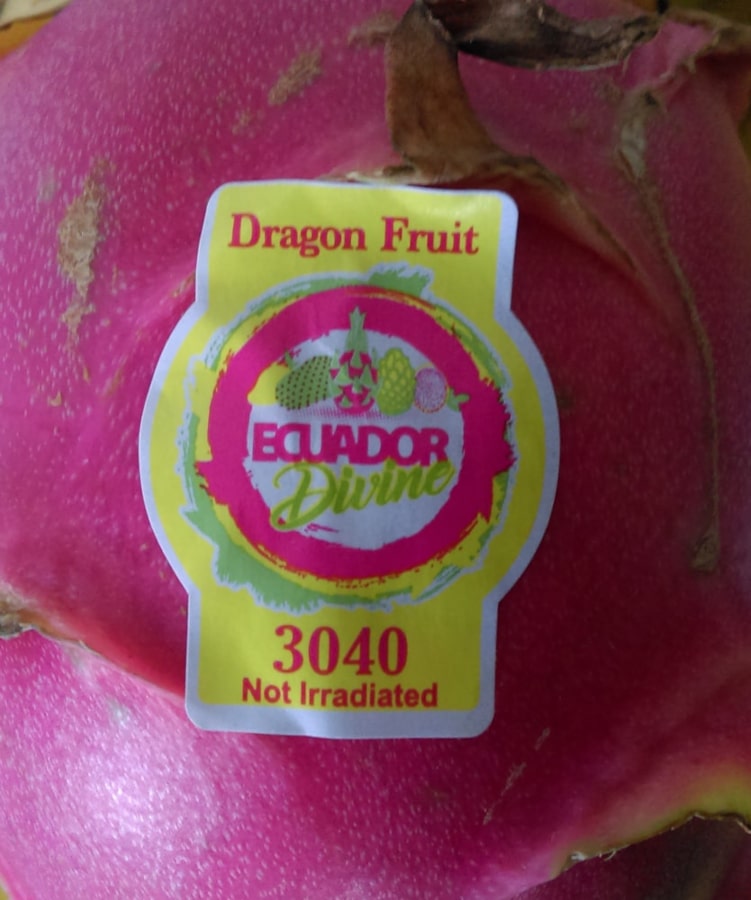 Dragon Fruit
ECUADOR
Divine
3040
Not Irradiated